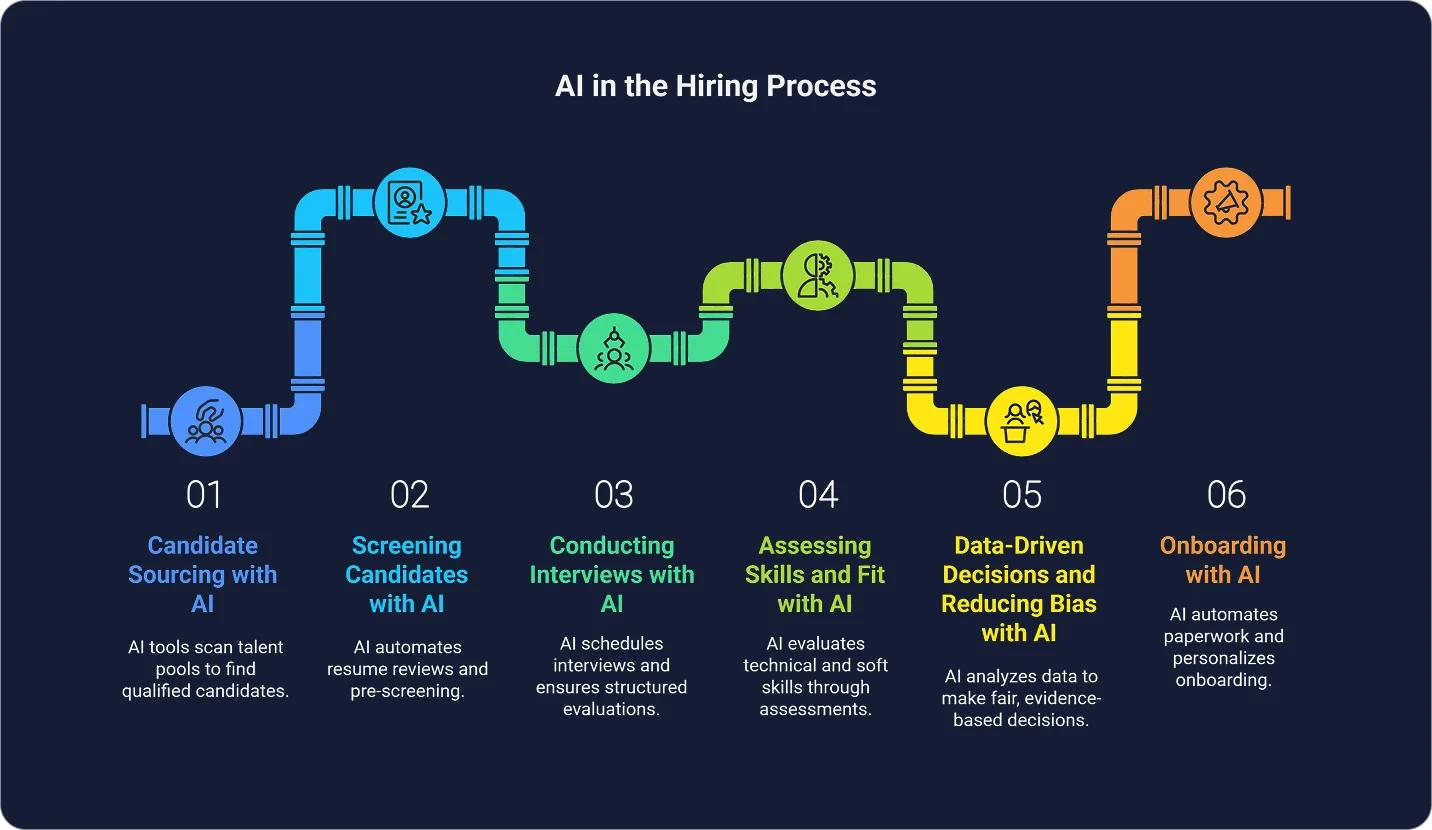 AI in the Hiring Process
01
Candidate
Sourcing with
AI
AI tools scan talent
pools to find
qualified candidates.
02
Screening
Candidates
with AI
AI automates
resume reviews and
pre-screening.
03
Conducting
Interviews with
AI
AI schedules
interviews and
ensures structured
evaluations.
04
Assessing
Skills and Fit
with AI
AI evaluates
technical and soft
skills through
assessments.
05
Data-Driven
Decisions and
Reducing Bias
with AI
AI analyzes data to
make fair, evidence-
based decisions.
06
Onboarding
with AI
AI automates
paperwork and
personalizes
onboarding.